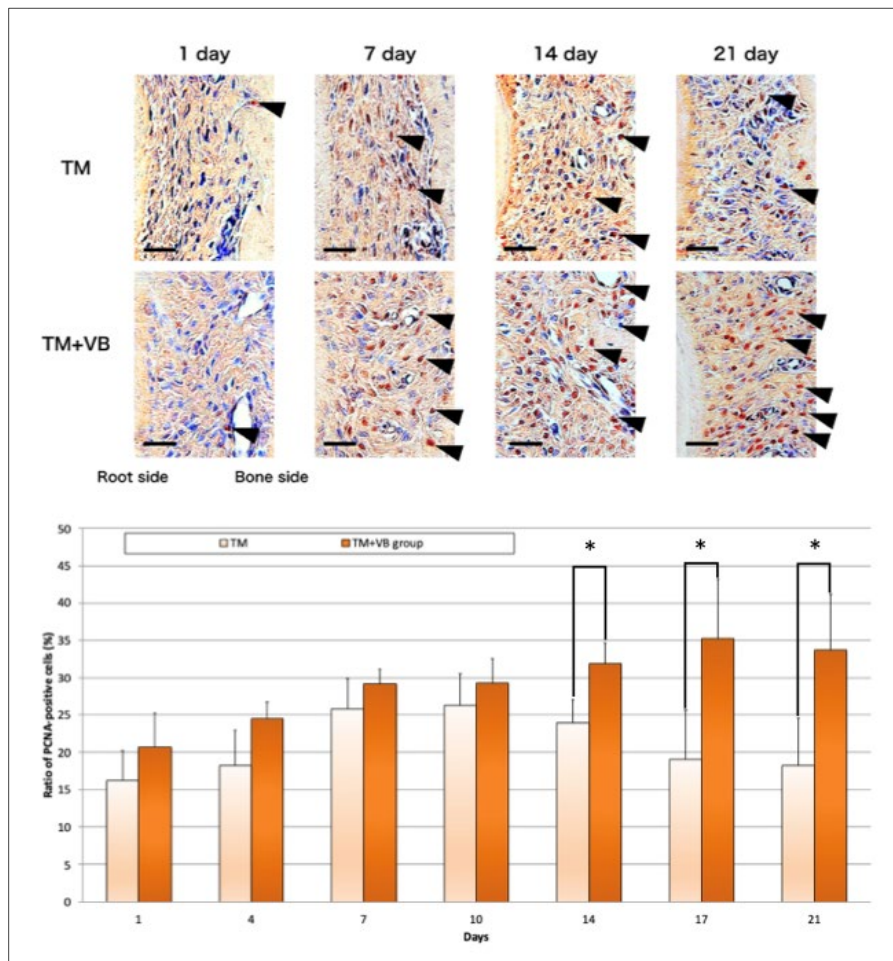 1 day 7 day 14 day 21 day
TM
TM+VB
Root side Bone side
50
45
40
35
30
25
20
15
10
5
0
Ratio of PCNA-positive cells (%)
TM TM+VB group
* * *
1 4 7 10 14 17 21
Days